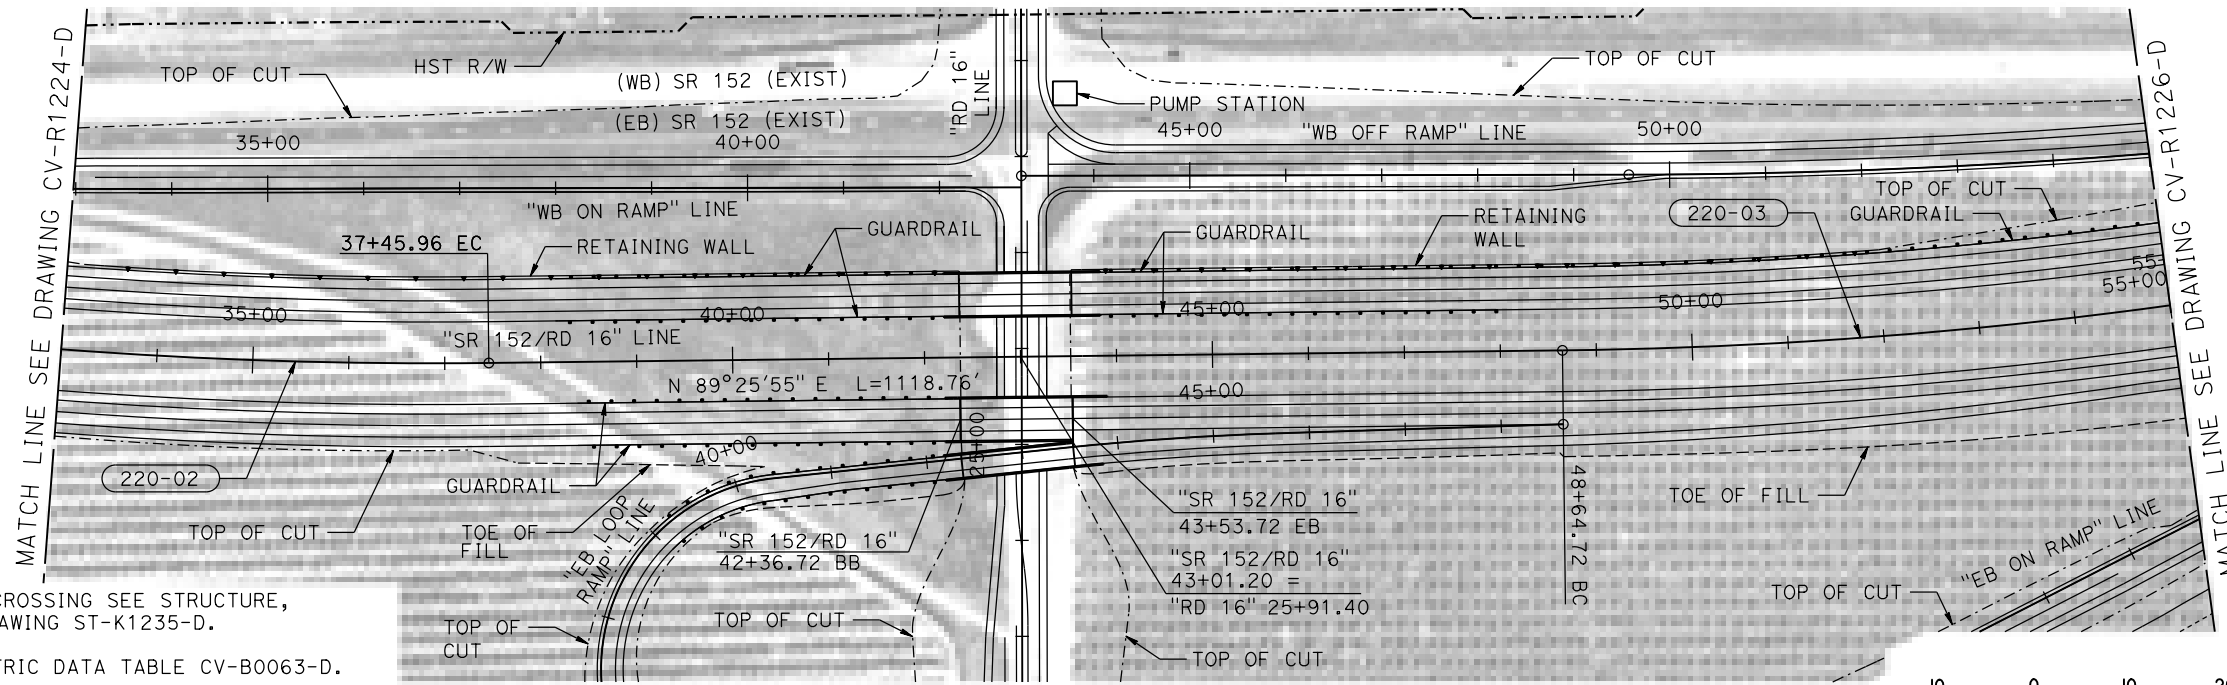 MATCH LINE SEE DRAWING CV-R1224-D
TOP OF CUT
HST R/W
(WB) SR 152 (EXIST)
(EB) SR 152 (EXIST)
35+00
40+00
"RD 16"
LINE
PUMP STATION
TOP OF CUT
45+00
"WB OFF RAMP" LINE
50+00
MATCH LINE SEE DRAWING CV-R1226-D
"WB ON RAMP" LINE
37+45.96 EC
RETAINING WALL
GUARDRAIL
GUARDRAIL
RETAINING
WALL
220-03
TOP OF CUT
GUARDRAIL
35+00
40+00
45+00
50+00
55+
55+00
"SR 152/RD 16" LINE
N 89°25'55" E L=1118.76'
45+00
220-02
GUARDRAIL
40+00
25+00
TOP OF CUT
TOE OF
FILL
"EB LOOP
RAMP" LINE
"SR 152/RD 16"
42+36.72 BB
"SR 152/RD 16"
43+53.72 EB
"SR 152/RD 16"
43+01.20 =
"RD 16" 25+91.40
48+64.72 BC
TOE OF FILL
"EB ON RAMP" LINE
TOP OF CUT
CROSSING SEE STRUCTURE,
AWING ST-K1235-D.
TRIC DATA TABLE CV-B0063-D.
TOP OF
CUT
TOP OF CUT
TOP OF CUT